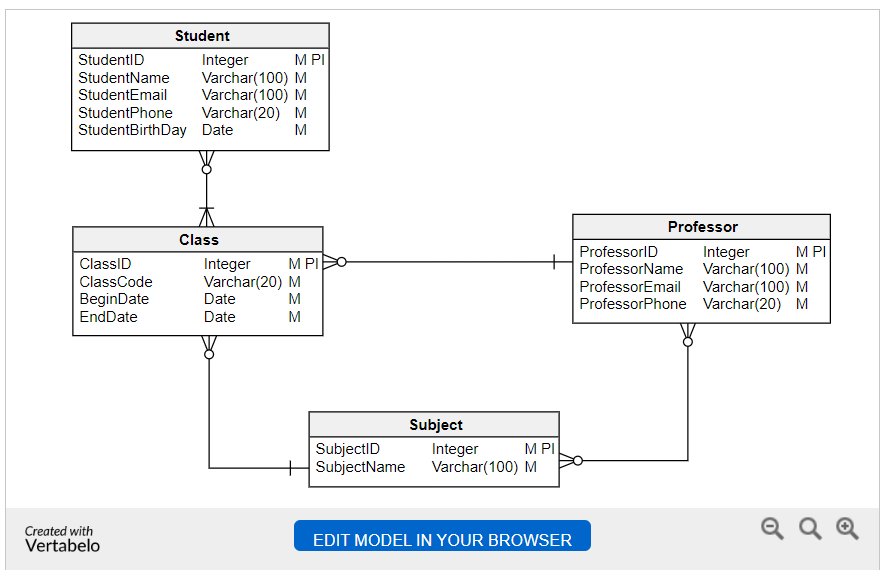 Student
StudentID Integer M PI
StudentName Varchar(100) M
StudentEmail Varchar(100) M
StudentPhone Varchar(20) M
StudentBirthDay Date M
Class
ClassID Integer M PI
ClassCode Varchar(20) M
BeginDate Date M
EndDate Date M
Professor
ProfessorID Integer M PI
ProfessorName Varchar(100) M
ProfessorEmail Varchar(100) M
ProfessorPhone Varchar(20) M
Subject
SubjectID Integer M PI
SubjectName Varchar(100) M
Created with
Vertabelo
EDIT MODEL IN YOUR BROWSER